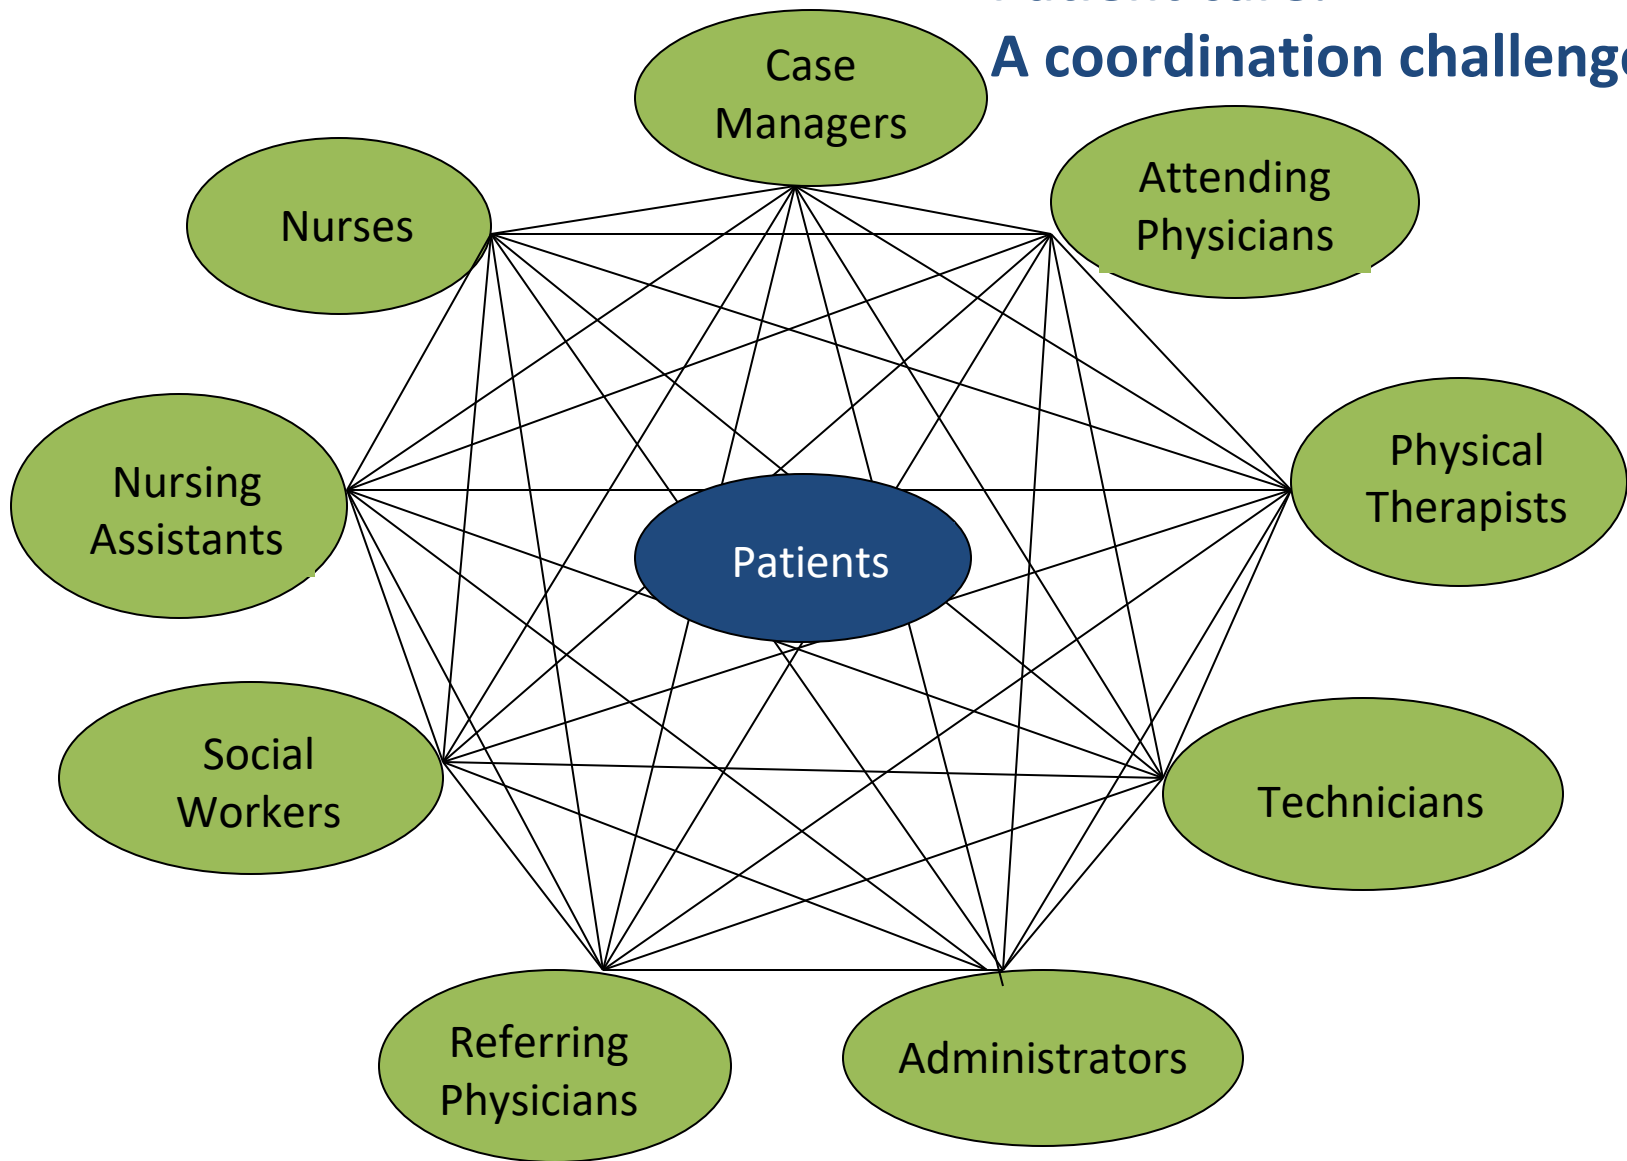 A coordination challenge
Case
Managers
Attending
Physicians
Nurses
Physical
Therapists
Nursing
Assistants
Patients
Social
Workers
Technicians
Referring
Physicians
Administrators